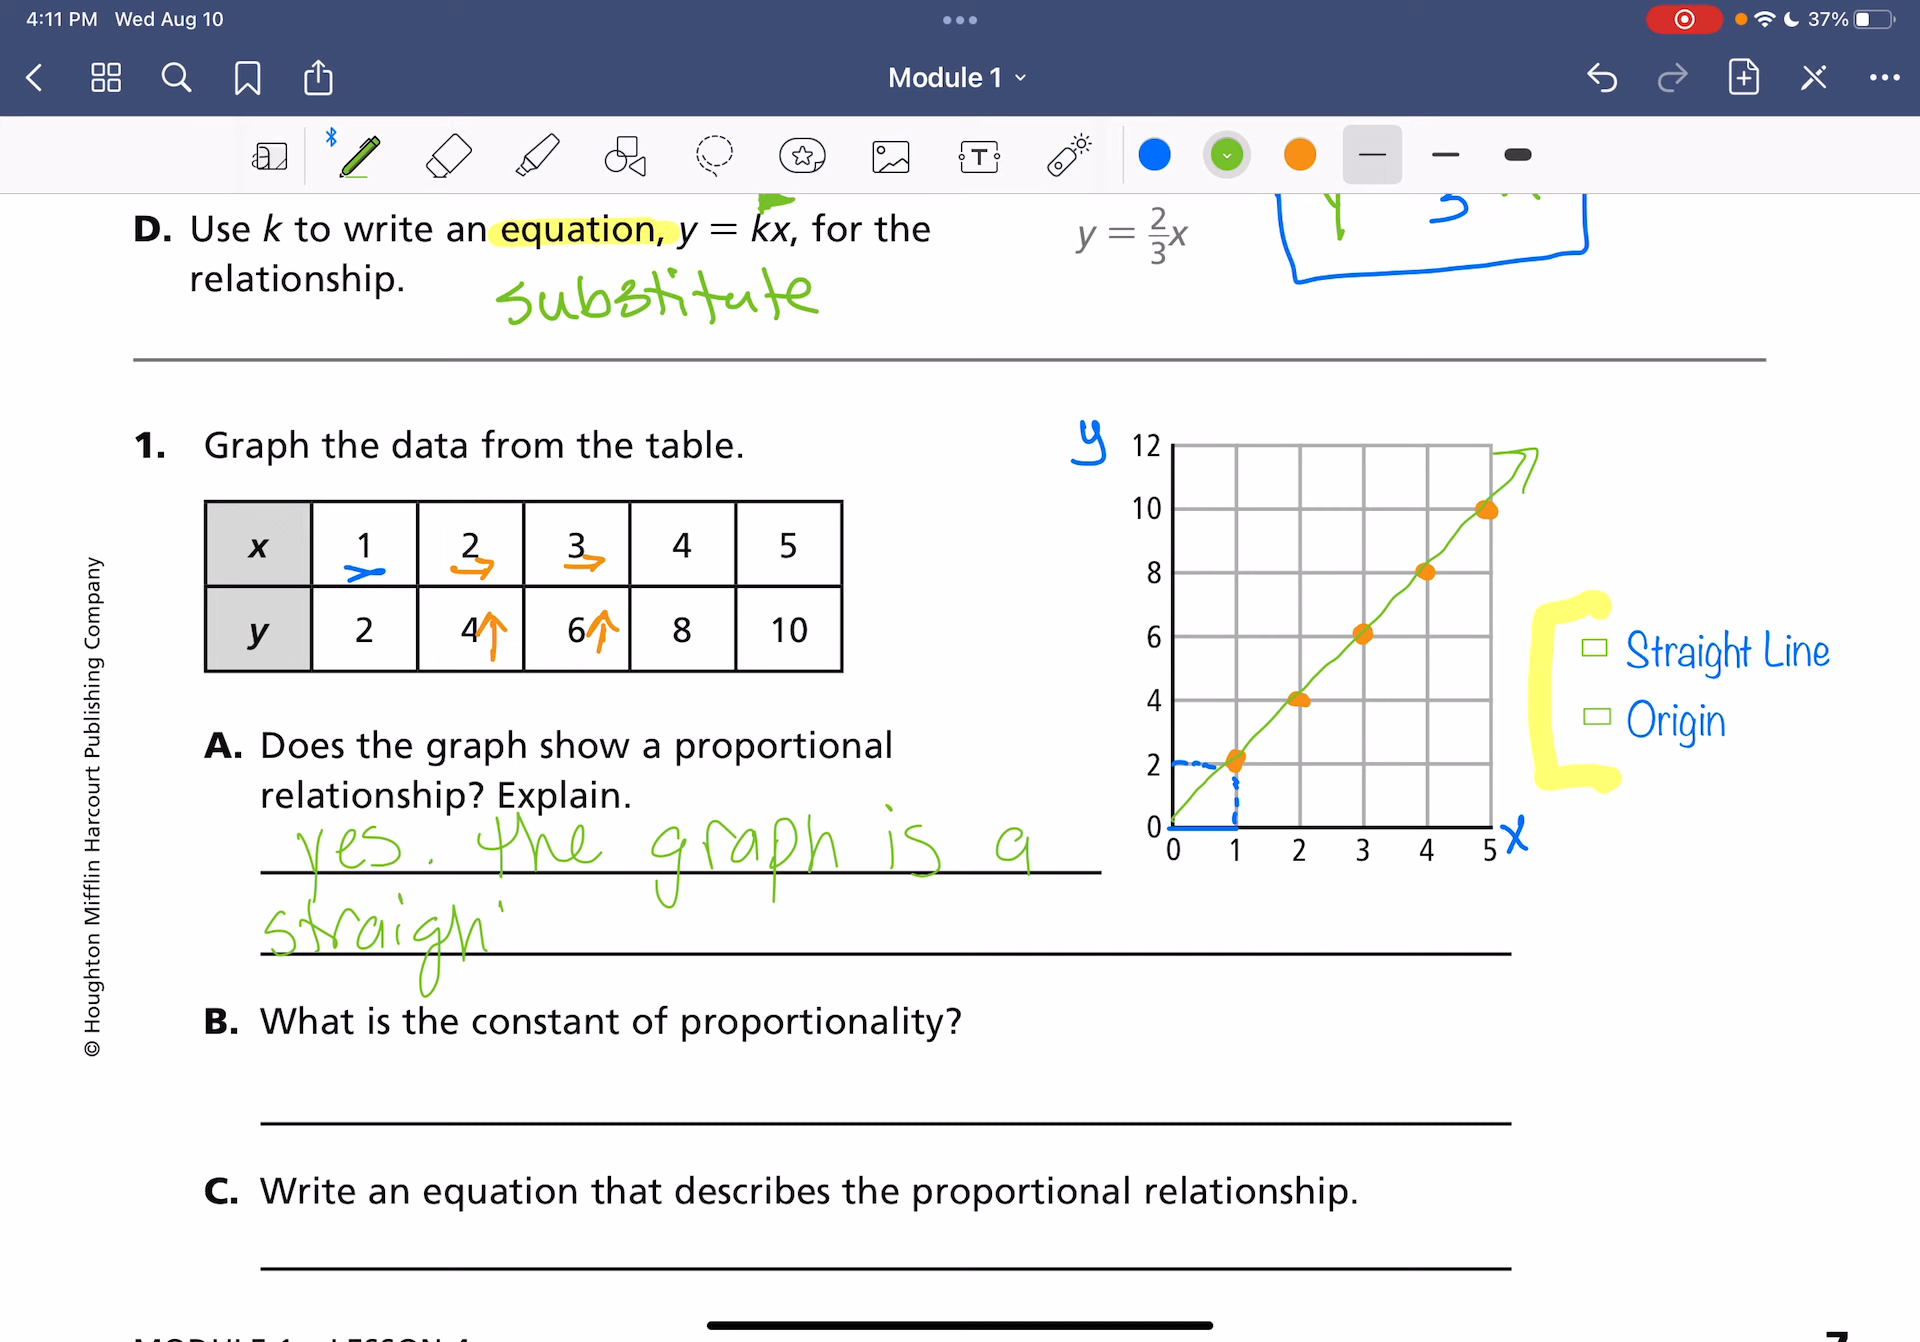 4:11 PM Wed Aug 10
37%
Module 1
T
D. Use k to write an equation, y = kx, for the
relationship.
substitute
y = 2/3 x
3
1. Graph the data from the table.
x 1 2 3 4 5
y 2 4 6 8 10
y
12
10
8
6
4
2
0
0 1 2 3 4 5 x
Straight Line
Origin
A. Does the graph show a proportional
relationship? Explain.
yes. the graph is a
straigh
B. What is the constant of proportionality?
C. Write an equation that describes the proportional relationship.
© Houghton Mifflin Harcourt Publishing Company